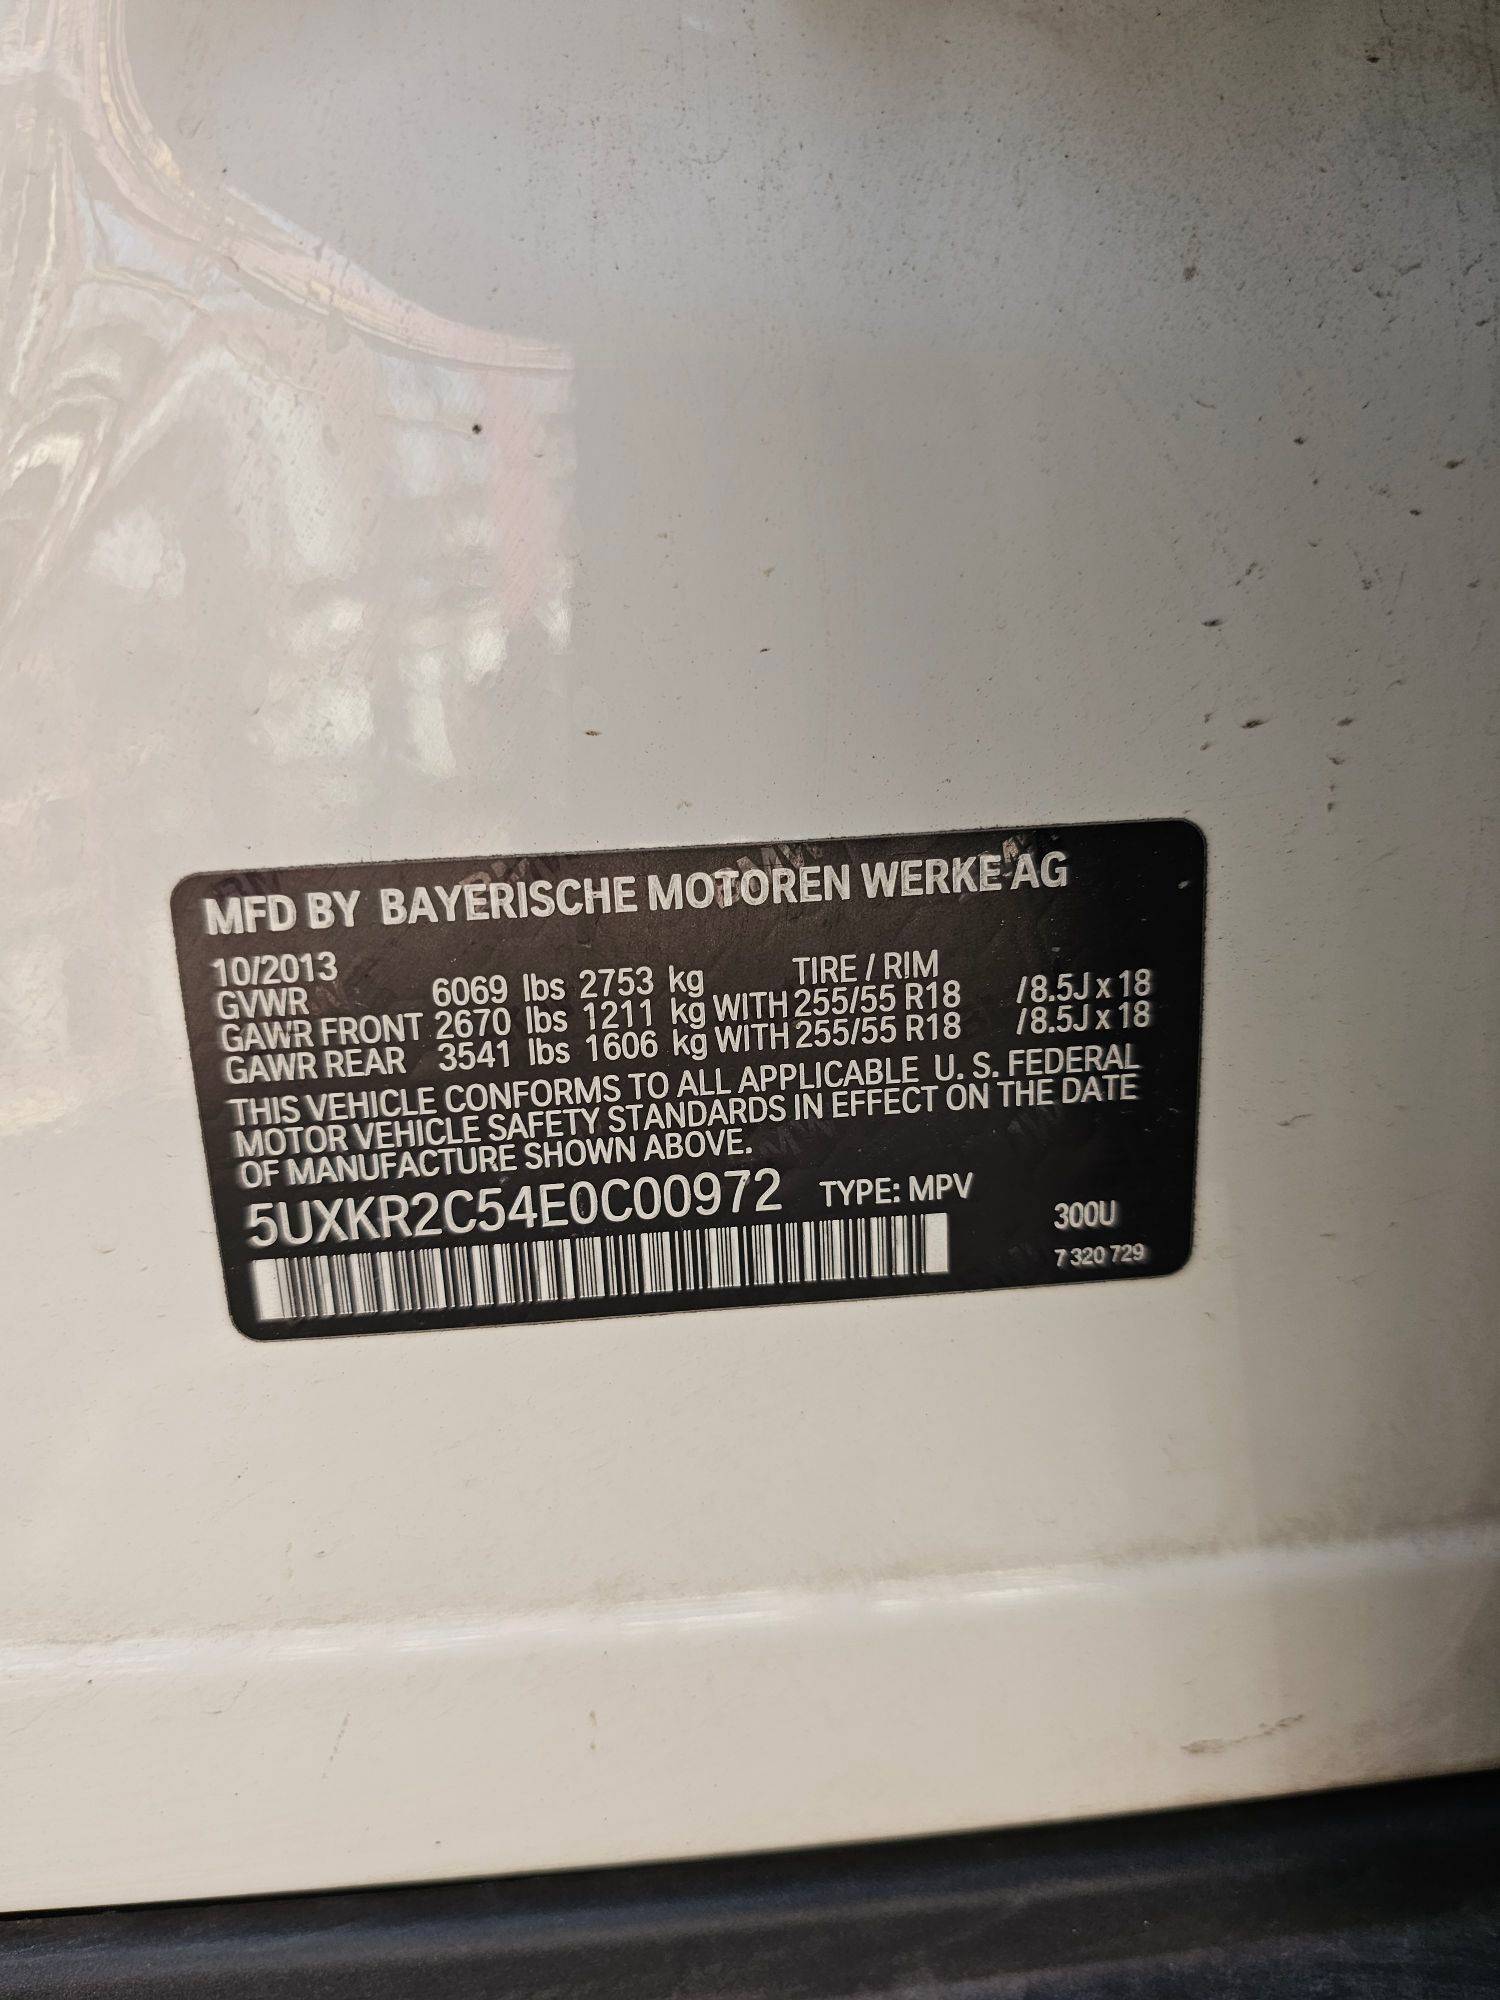 MFD BY BAYERISCHE MOTOREN WERKE AG
10/2013 TIRE / RIM
GVWR 6069 lbs 2753 kg
GAWR FRONT 2670 lbs 1211 kg WITH 255/55 R18 / 8.5J x 18
GAWR REAR 3541 lbs 1606 kg WITH 255/55 R18 / 8.5J x 18
THIS VEHICLE CONFORMS TO ALL APPLICABLE U. S. FEDERAL
MOTOR VEHICLE SAFETY STANDARDS IN EFFECT ON THE DATE
OF MANUFACTURE SHOWN ABOVE.
5UXKR2C54E0C00972 TYPE: MPV
300U
7 320 729